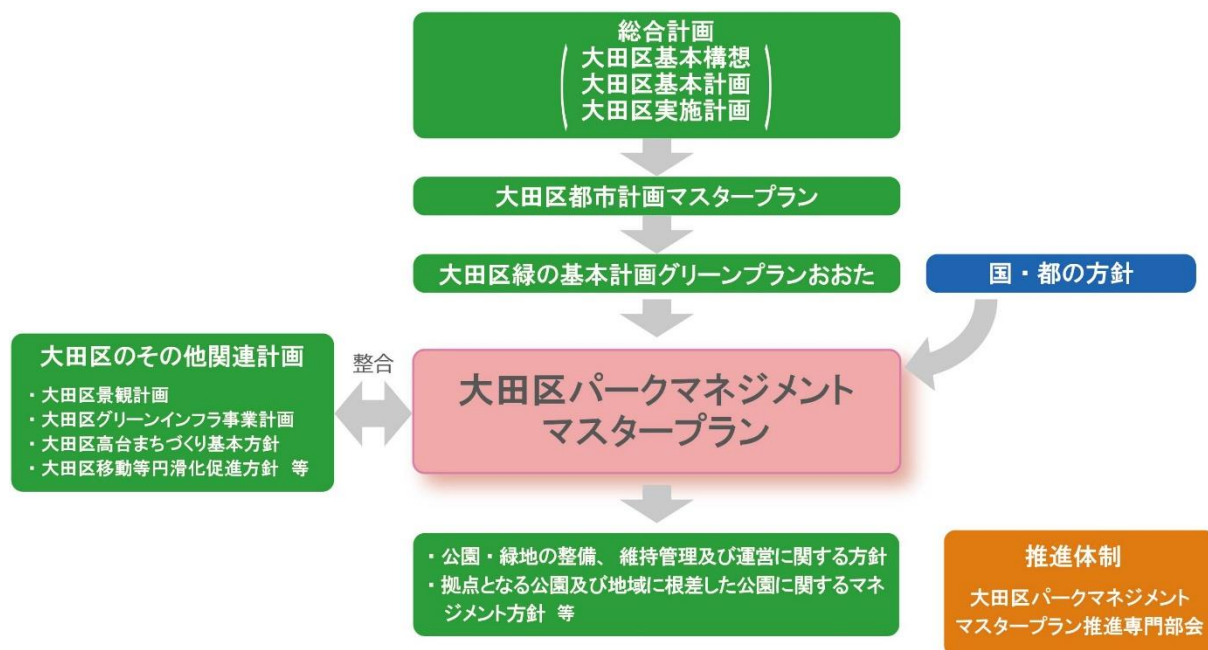 総合計画
大田区基本構想
大田区基本計画
大田区実施計画
大田区都市計画マスタープラン
大田区緑の基本計画グリーンプランおおた
国・都の方針
大田区のその他関連計画
・大田区景観計画
・大田区グリーンインフラ事業計画
・大田区高台まちづくり基本方針
・大田区移動等円滑化促進方針 等
整合
大田区パークマネジメント
マスタープラン
・公園・緑地の整備、維持管理及び運営に関する方針
・拠点となる公園及び地域に根差した公園に関するマネ
ジメント方針 等
推進体制
大田区パークマネジメント
マスタープラン推進専門部会